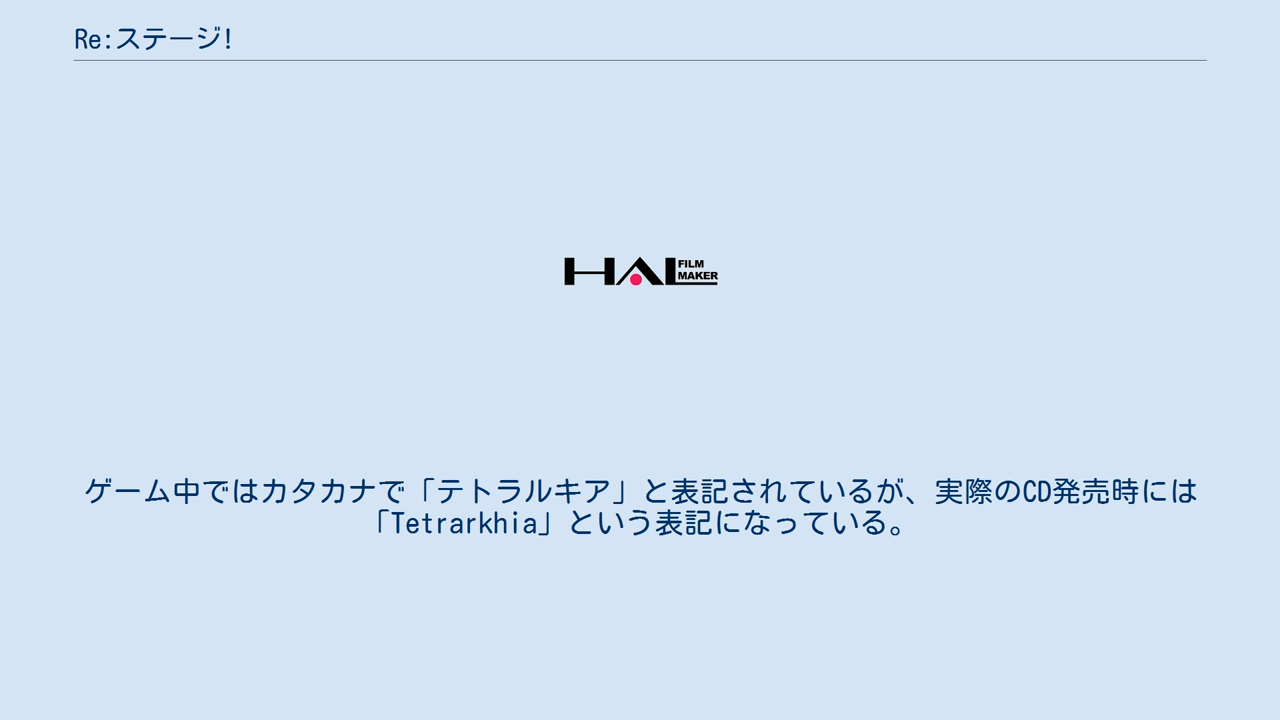 Re:ステージ!
HAL FILM
MAKER
ゲーム中ではカタカナで「テトラルキア」と表記されているが、実際のCD発売時には
「Tetrarkhia」という表記になっている。